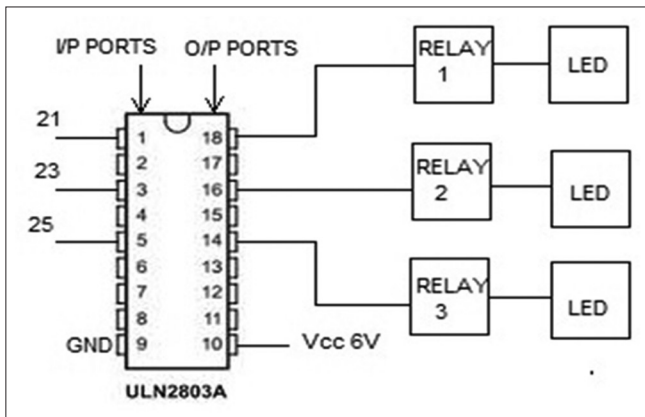 I/P PORTS
O/P PORTS
RELAY
1
LED
21
1
18
2
17
23
3
16
RELAY
2
LED
4
15
25
5
14
6
13
7
12
RELAY
3
LED
8
11
GND
9
10
Vcc 6V
ULN2803A